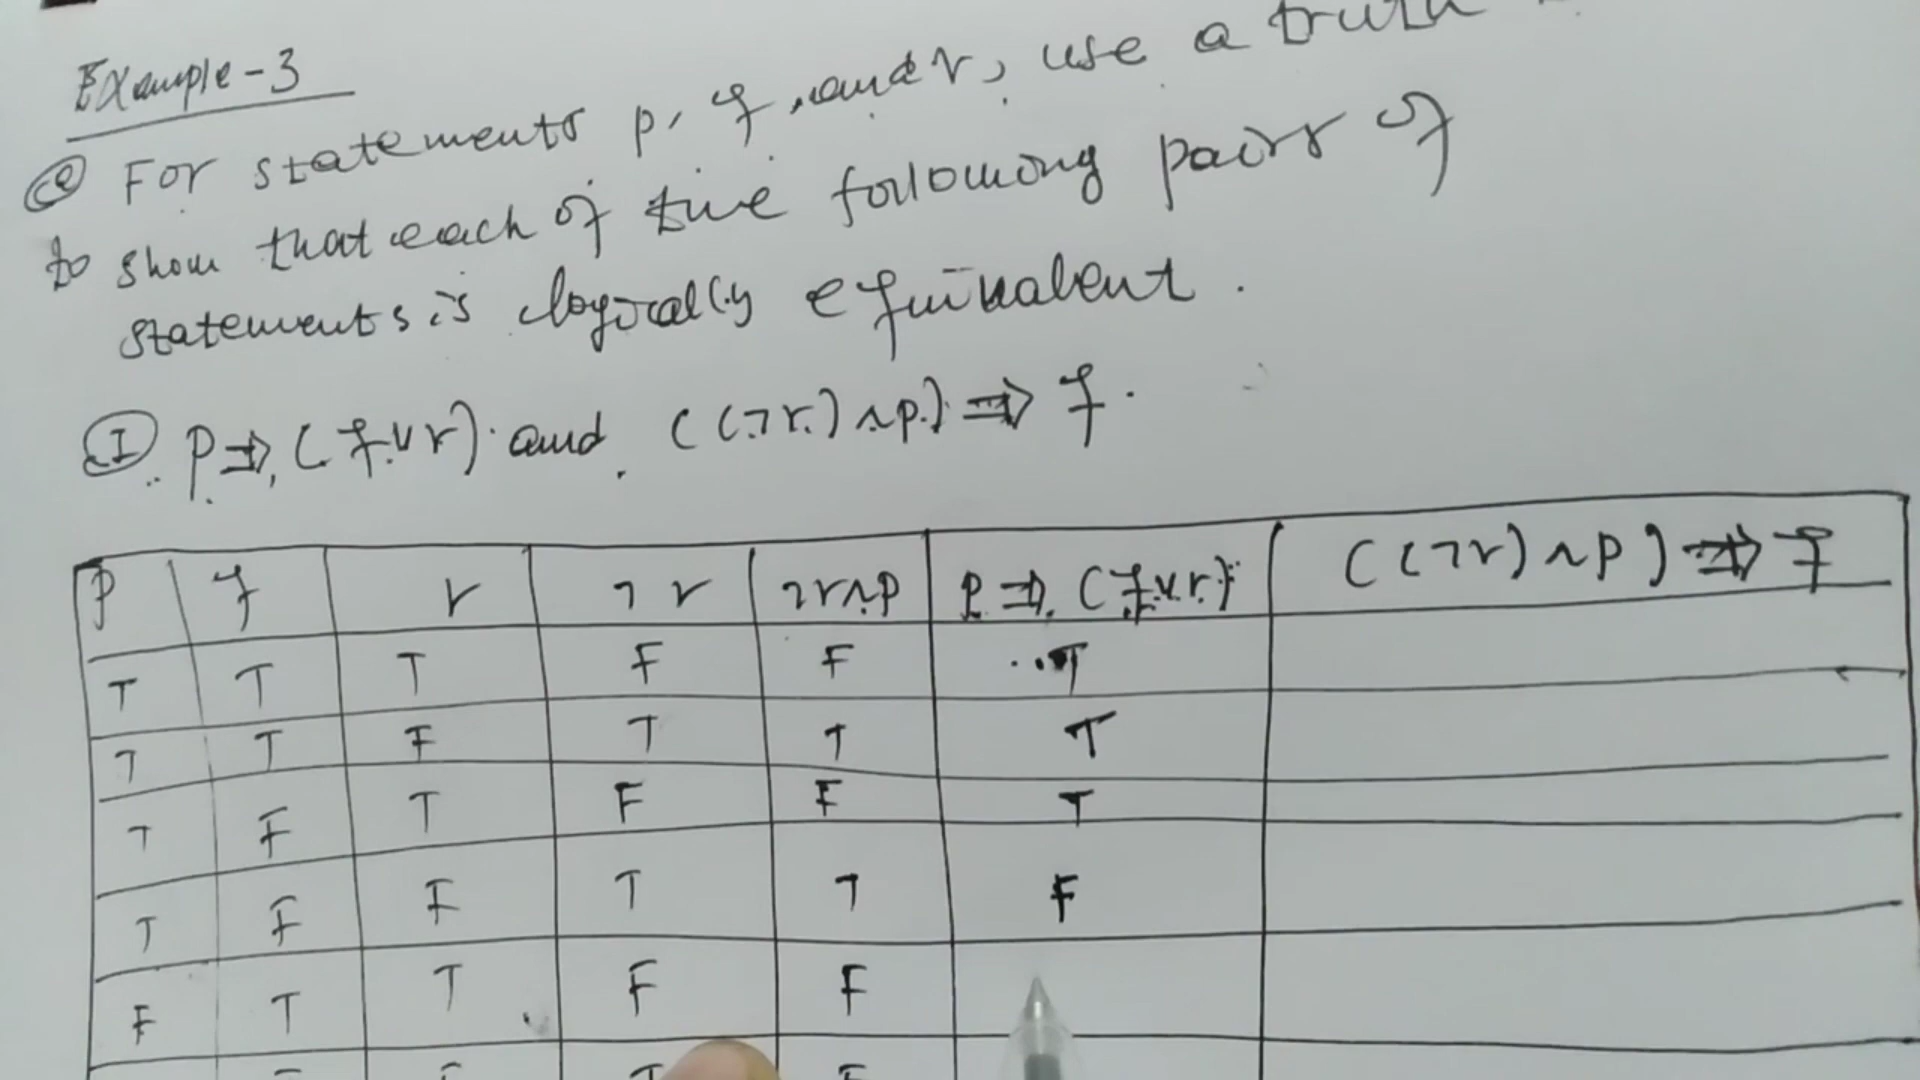 Example-3
(e) For statements p, q, and r, use a truth
to show that each of the following pairs of
statements is logically equivalent.
(I) p ⇒ (q ∨ r) and ((¬r) ∧ p) ⇒ q.
p q r ¬r ¬r∧p p ⇒ (q∨r) ((¬r)∧p) ⇒ q
T T T F F T
T T F T T T
T F T F F T
T F F T T F
F T T F F